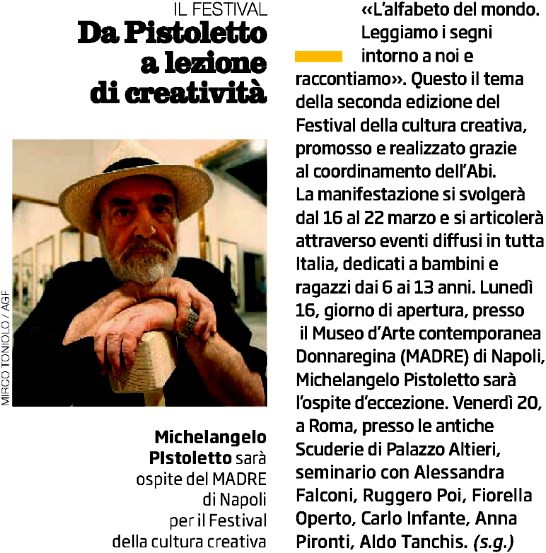 IL FESTIVAL
Da Pistoletto
a lezione
di creatività
MIRCO TONIOLO / AGF
Michelangelo
PIstoletto sarà
ospite del MADRE
di Napoli
per il Festival
della cultura creativa
«L'alfabeto del mondo.
Leggiamo i segni
intorno a noi e
raccontiamo». Questo il tema
della seconda edizione del
Festival della cultura creativa,
promosso e realizzato grazie
al coordinamento dell'Abi.
La manifestazione si svolgerà
dal 16 al 22 marzo e si articolerà
attraverso eventi diffusi in tutta
Italia, dedicati a bambini e
ragazzi dai 6 ai 13 anni. Lunedì
16, giorno di apertura, presso
il Museo d'Arte contemporanea
Donnaregina (MADRE) di Napoli,
Michelangelo Pistoletto sarà
l'ospite d'eccezione. Venerdì 20,
a Roma, presso le antiche
Scuderie di Palazzo Altieri,
seminario con Alessandra
Falconi, Ruggero Poi, Fiorella
Operto, Carlo Infante, Anna
Pironti, Aldo Tanchis. (s.g.)